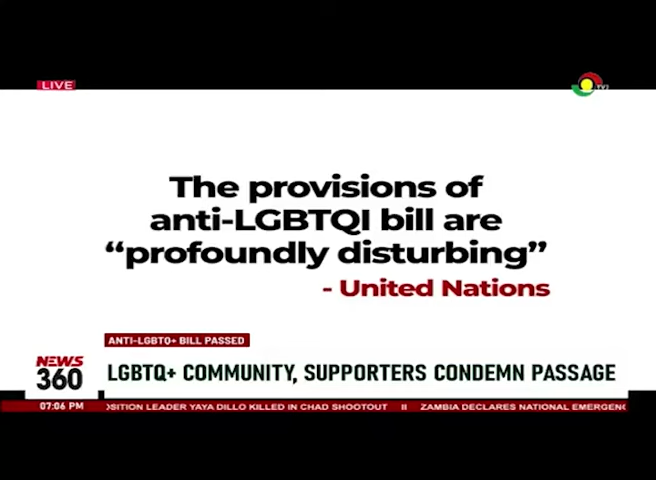 LIVE
TV3
The provisions of
anti-LGBTQI bill are
“profoundly disturbing”
- United Nations
ANTI-LGBTQ+ BILL PASSED
NEWS
360
LGBTQ+ COMMUNITY, SUPPORTERS CONDEMN PASSAGE
07:06 PM
OSITION LEADER YAYA DILLO KILLED IN CHAD SHOOTOUT II ZAMBIA DECLARES NATIONAL EMERGENC